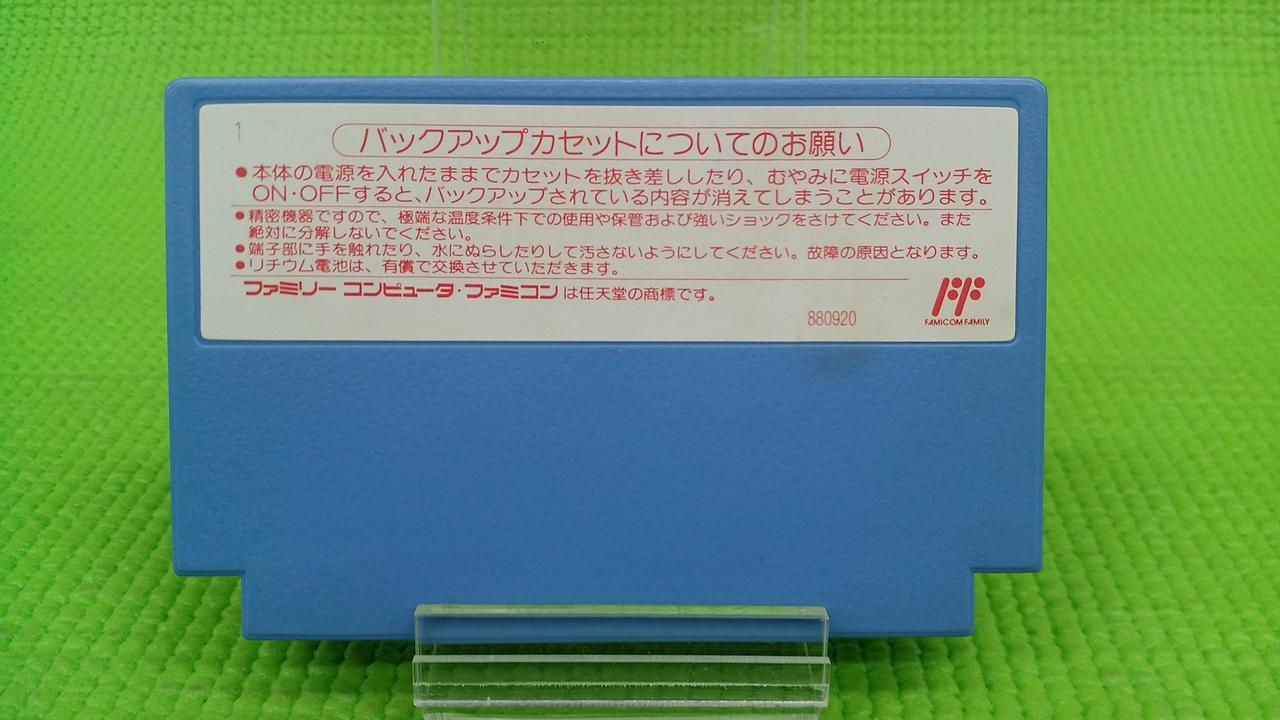 1
バックアップカセットについてのお願い
●本体の電源を入れたままでカセットを抜き差ししたり、むやみに電源スイッチを
ON・OFFすると、バックアップされている内容が消えてしまうことがあります。
●精密機器ですので、極端な温度条件下での使用や保管および強いショックをさけてください。また
絶対に分解しないでください。
●端子部に手を触れたり、水にぬらしたりして汚さないようにしてください。故障の原因となります。
●リチウム電池は、有償で交換させていただきます。
ファミリー コンピュータ・ファミコンは任天堂の商標です。
880920
FAMICOM FAMILY